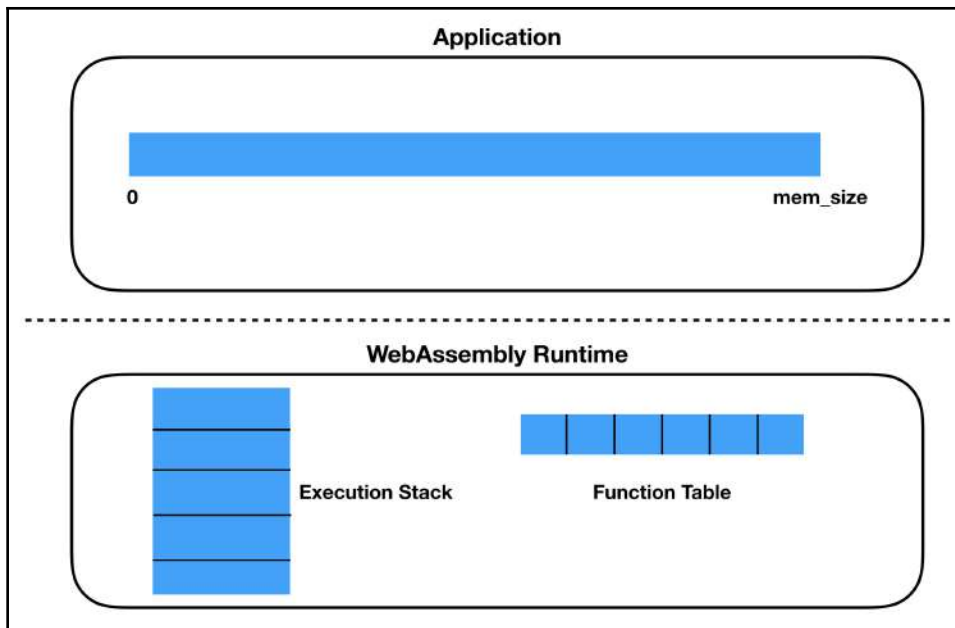 Application
0
mem_size
WebAssembly Runtime
Execution Stack
Function Table